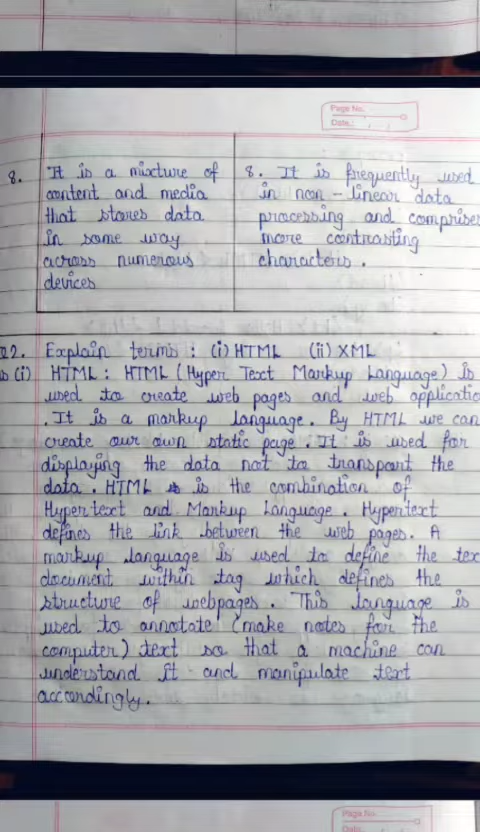 Page No.
Date:
8. It is a mixture of
content and media
that stores data
in some way
across numerous
devices
8. It is frequently used
in non-linear data
processing and comprises
more contrasting
characters.
Q2. Explain terms : (i) HTML (ii) XML
(i) HTML : HTML (Hyper Text Markup Language) is
used to create web pages and web applicatio
. It is a markup language. By HTML we can
create our own static page. It is used for
displaying the data not to transport the
data. HTML is the combination of
Hypertext and Markup Language. Hypertext
defines the link between the web pages. A
markup language is used to define the tex
document within tag which defines the
structure of webpages. This language is
used to annotate (make notes for the
computer) text so that a machine can
understand it and manipulate text
accordingly.
Page No.
Date: